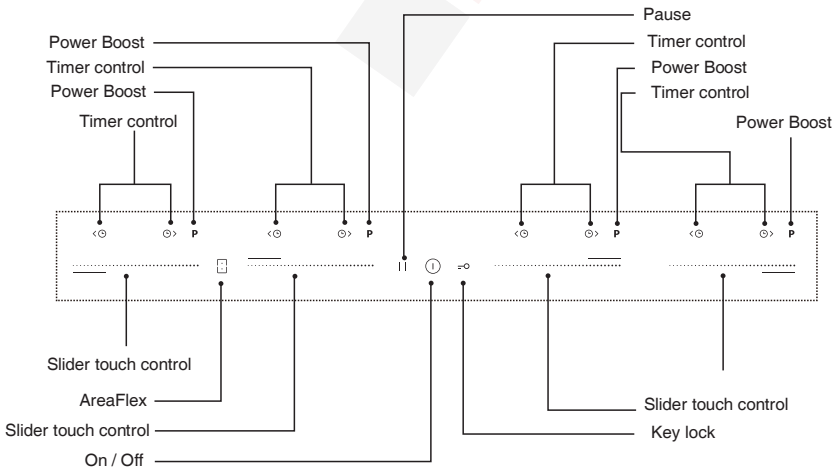 Pause
Power Boost
Timer control
Timer control
Power Boost
Power Boost
Timer control
Timer control
Power Boost
P
P
P
P
Slider touch control
AreaFlex
Slider touch control
Slider touch control
Key lock
On / Off